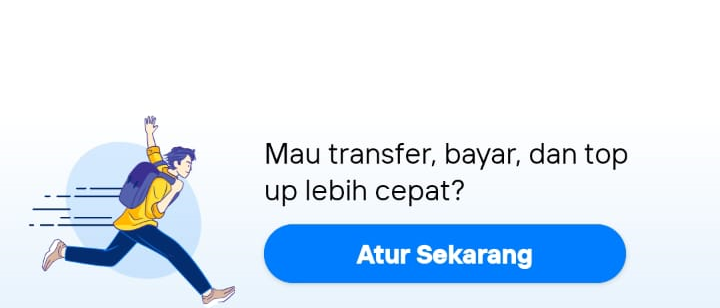 Mau transfer, bayar, dan top
up lebih cepat?
Atur Sekarang